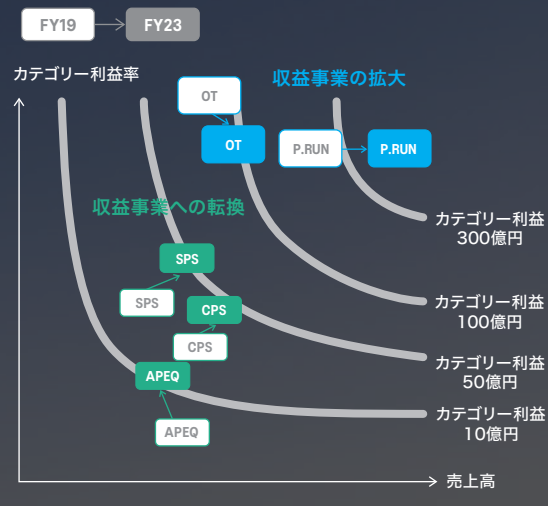 FY19
FY23
カテゴリー利益率
収益事業の拡大
OT
OT
P.RUN
P.RUN
収益事業への転換
カテゴリー利益
300億円
SPS
SPS
カテゴリー利益
100億円
CPS
CPS
カテゴリー利益
50億円
APEQ
APEQ
カテゴリー利益
10億円
売上高